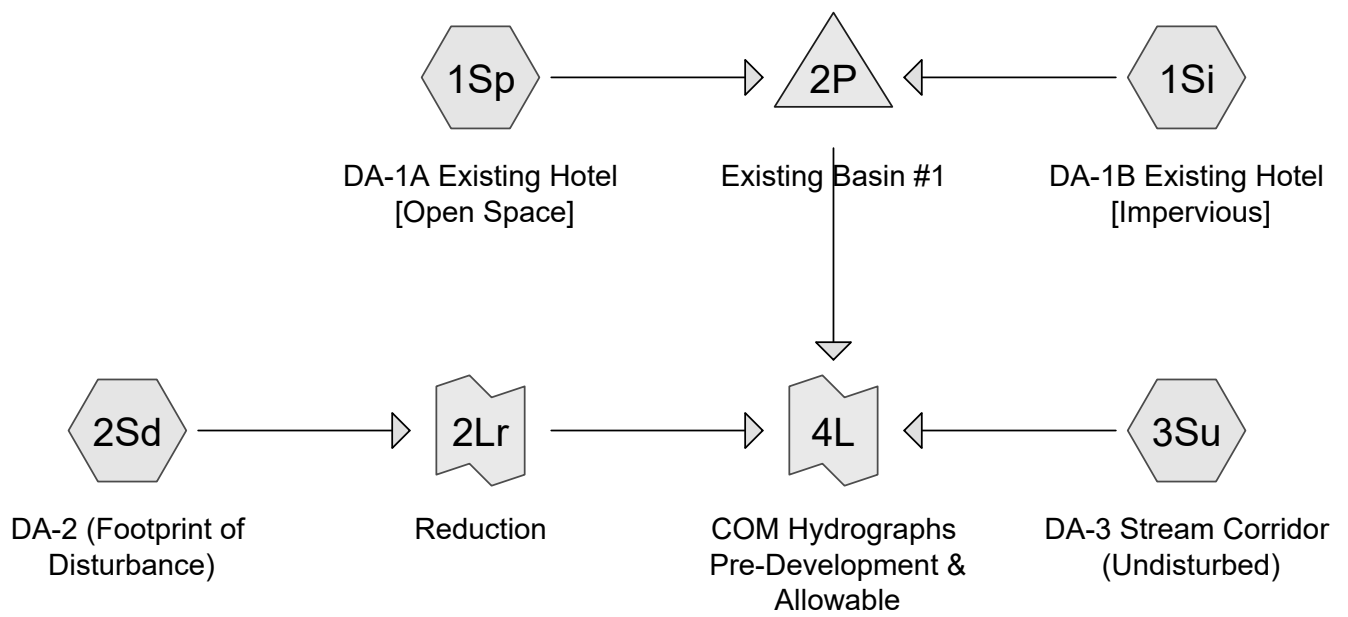 1Sp
2P
1Si
DA-1A Existing Hotel
[Open Space]
Existing Basin #1
DA-1B Existing Hotel
[Impervious]
2Sd
2Lr
4L
3Su
DA-2 (Footprint of
Disturbance)
Reduction
COM Hydrographs
Pre-Development &
Allowable
DA-3 Stream Corridor
(Undisturbed)